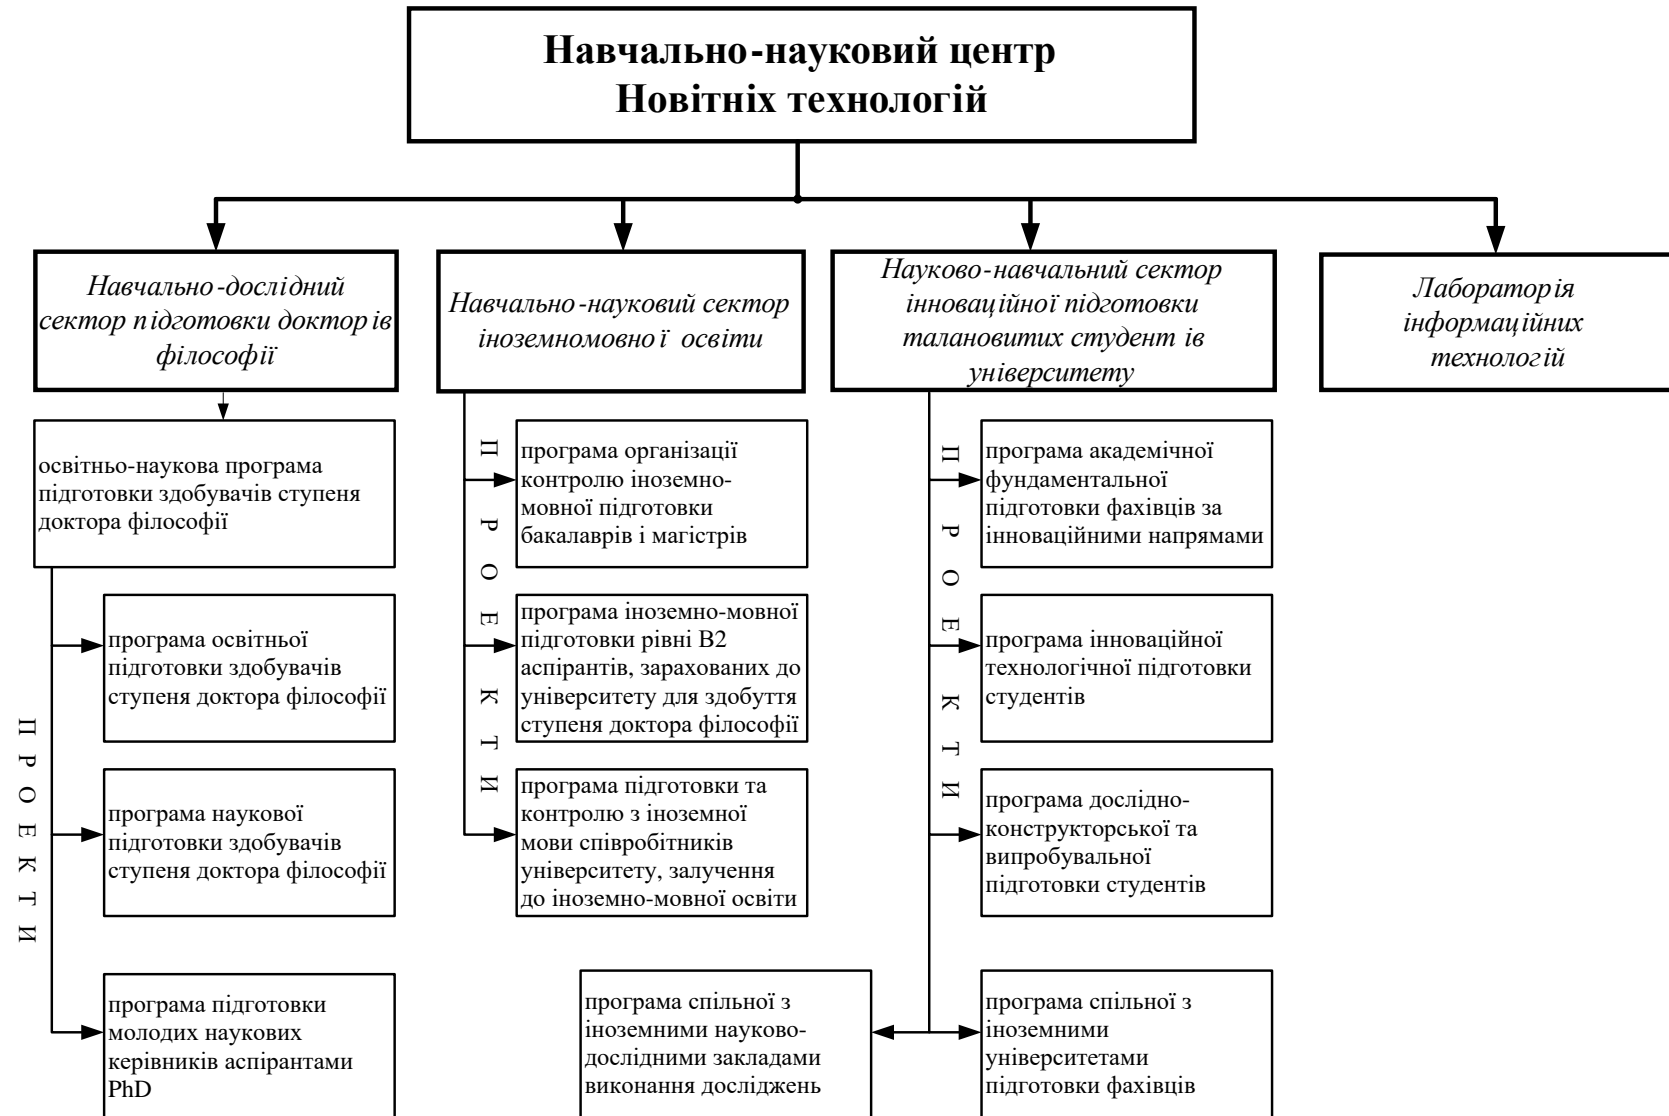 Навчально-науковий центр
Новітніх технологій
Навчально-дослідний
сектор підготовки докторів
філософії
Навчально-науковий сектор
іноземномовної освіти
Науково-навчальний сектор
інноваційної підготовки
талановитих студентів
університету
Лабораторія
інформаційних
технологій
освітньо-наукова програма
підготовки здобувачів ступеня
доктора філософії
ПРОЕКТИ
програма освітньої
підготовки здобувачів
ступеня доктора філософії
програма наукової
підготовки здобувачів
ступеня доктора філософії
програма підготовки
молодих наукових
керівників аспірантами
PhD
ПРОЕКТИ
програма організації
контролю іноземно-
мовної підготовки
бакалаврів і магістрів
програма іноземно-мовної
підготовки рівні В2
аспірантів, зарахованих до
університету для здобуття
ступеня доктора філософії
програма підготовки та
контролю з іноземної
мови співробітників
університету, залучення
до іноземно-мовної освіти
ПРОЕКТИ
програма академічної
фундаментальної
підготовки фахівців за
інноваційними напрямами
програма інноваційної
технологічної підготовки
студентів
програма дослідно-
конструкторської та
випробувальної
підготовки студентів
програма спільної з
іноземними науково-
дослідними закладами
виконання досліджень
програма спільної з
іноземними
університетами
підготовки фахівців